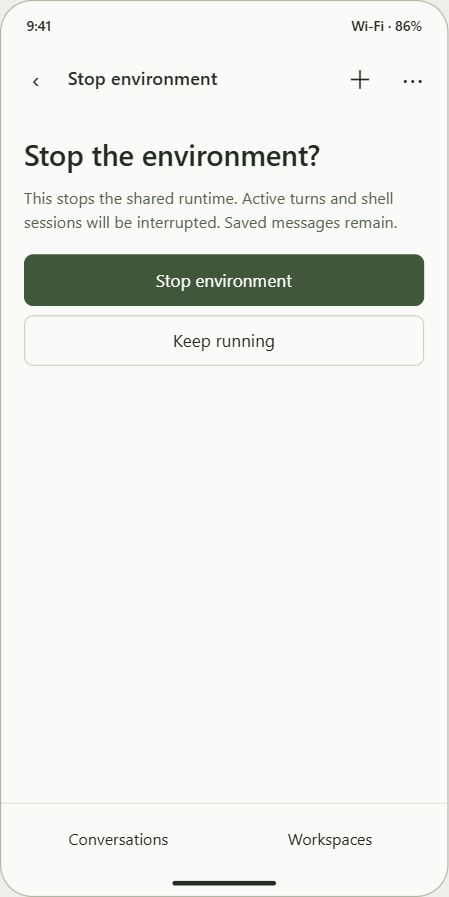 9:41
Wi-Fi · 86%
‹ Stop environment + ...
Stop the environment?
This stops the shared runtime. Active turns and shell
sessions will be interrupted. Saved messages remain.
Stop environment
Keep running
Conversations
Workspaces